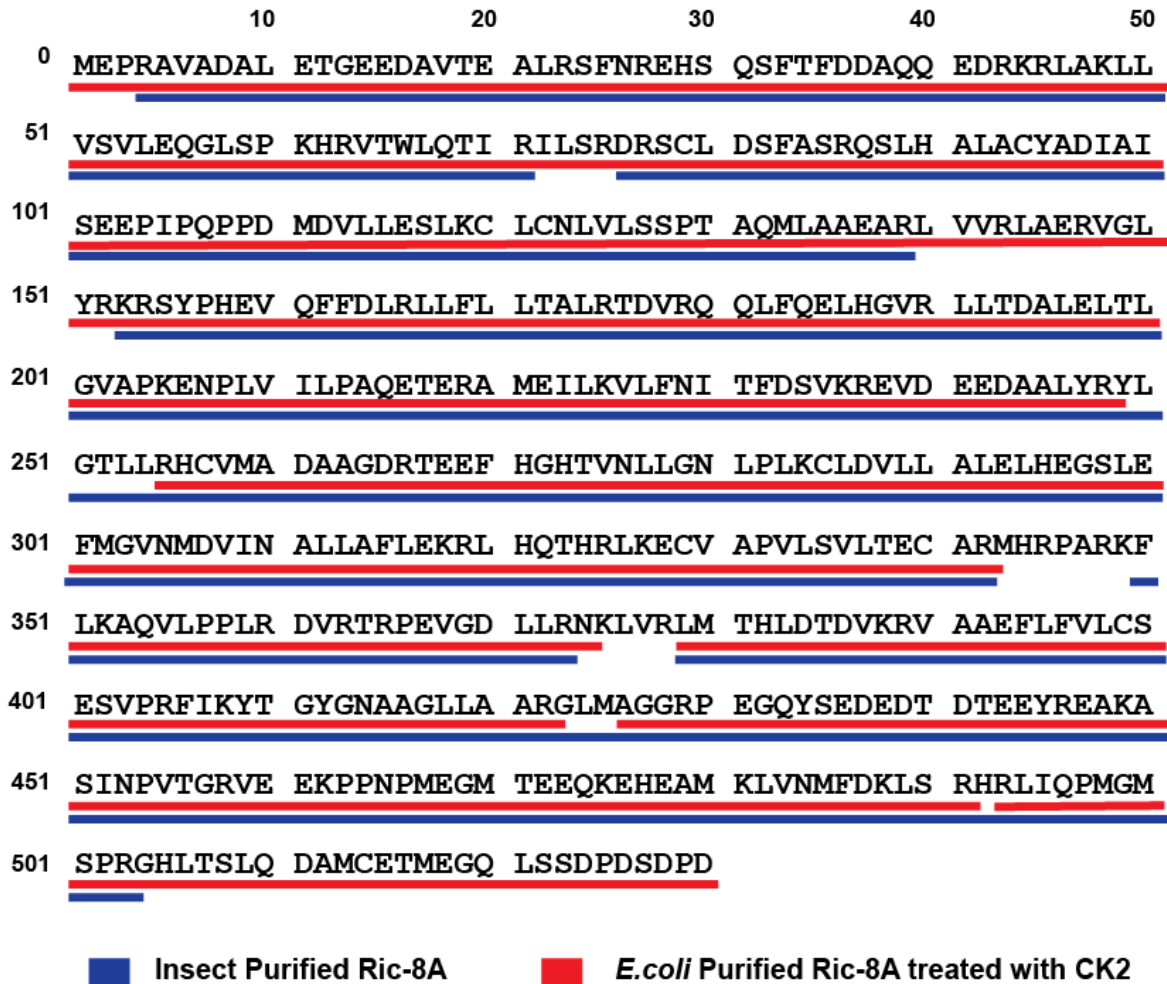 10 20 30 40 50
0 MEPRAVADAL ETGEEDAVTE ALRSFNREHS QSFTFDDAQQ EDRKRLAKLL
51 VSVLEQGLSP KHRVTWLQTI RILSRDRSCL DSFASRQSLH ALACYADIAI
101 SEEPIPQPPD MDVLLESLKC LCNLVLSSPT AQMLAAEARL VVRLAERVGL
151 YRKRSYPHEV QFFDLRLLFL LTALRTDVRQ QLFQELHGVR LLTDALELTL
201 GVAPKENPLV ILPAQETERA MEILKVLFNI TFDSVKREVD EEDAALYRYL
251 GTLLRHCVMA DAAGDRTEEF HGHTVNLLGN LPLKCLDVLL ALELHEGSLE
301 FMGVNMDVIN ALLAFLEKRL HQTHRLKECV APVLSVLTEC ARMHRPARKF
351 LKAQVLPPLR DVRTRPEVGD LLRNKLVRLM THLDTDVKRV AAEFLFVLCS
401 ESVPRFIKYT GYGNAAGLLA ARGLMAGGRP EGQYSEDEDT DTEEYREAKA
451 SINPVTGRVE EKPPNPMEGM TEEQKEHEAM KLVNMFDKLS RHRLIQPMGM
501 SPRGHLTSLQ DAMCETMEGQ LSSDPDSDPD
Insect Purified Ric-8A E.coli Purified Ric-8A treated with CK2